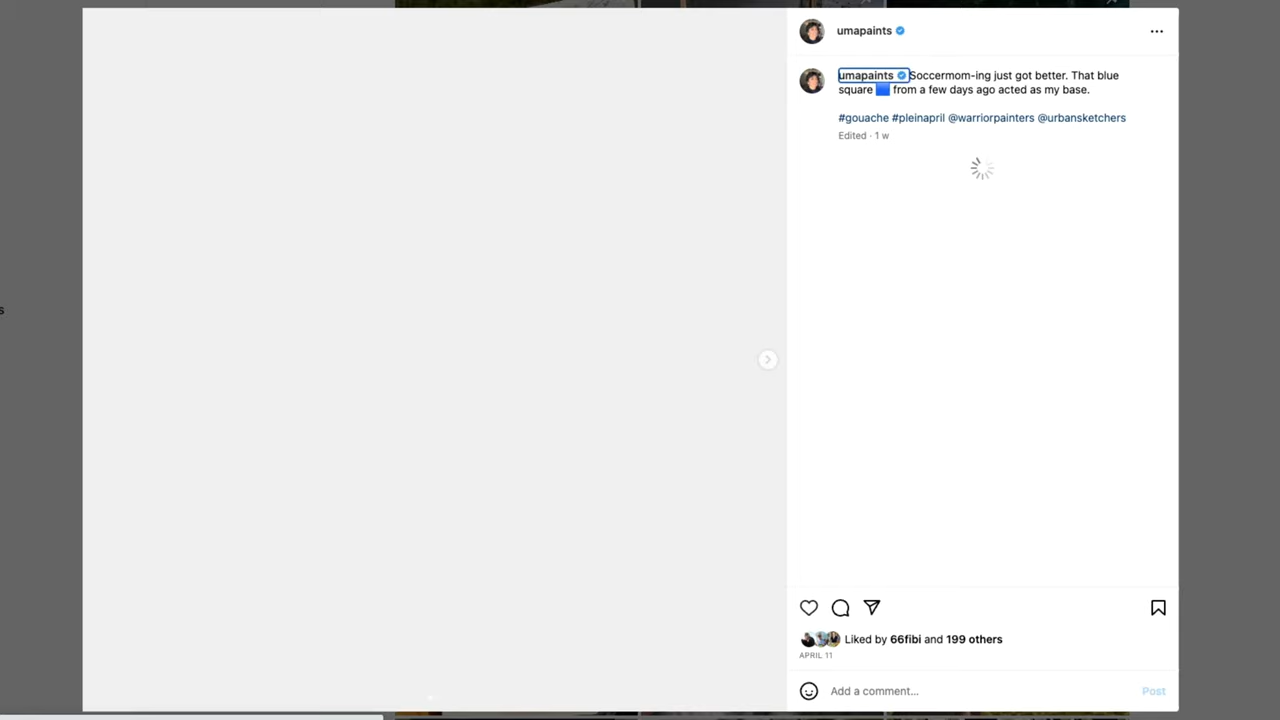 umapaints
umapaints Soccermom-ing just got better. That blue
square 🟦 from a few days ago acted as my base.
#gouache #pleinapril @warriorpainters @urbansketchers
Edited · 1 w
s
Liked by 66fibi and 199 others
APRIL 11
Add a comment...
Post